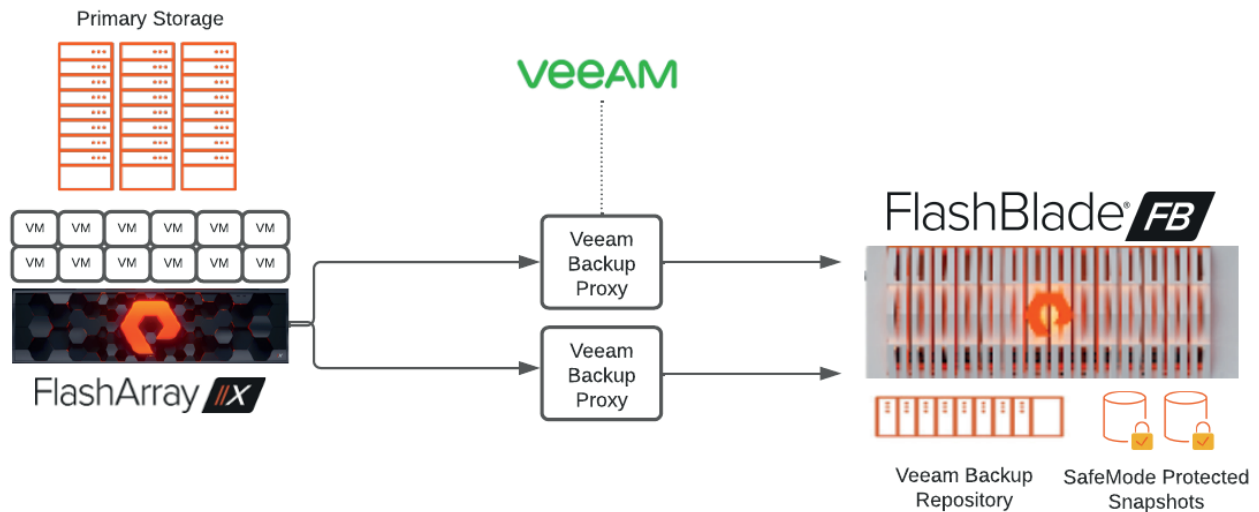 Primary Storage
veeAM
VM VM VM VM VM VM
VM VM VM VM VM VM
FlashArray //X
Veeam
Backup
Proxy
Veeam
Backup
Proxy
FlashBlade® FB
Veeam Backup
Repository
SafeMode Protected
Snapshots